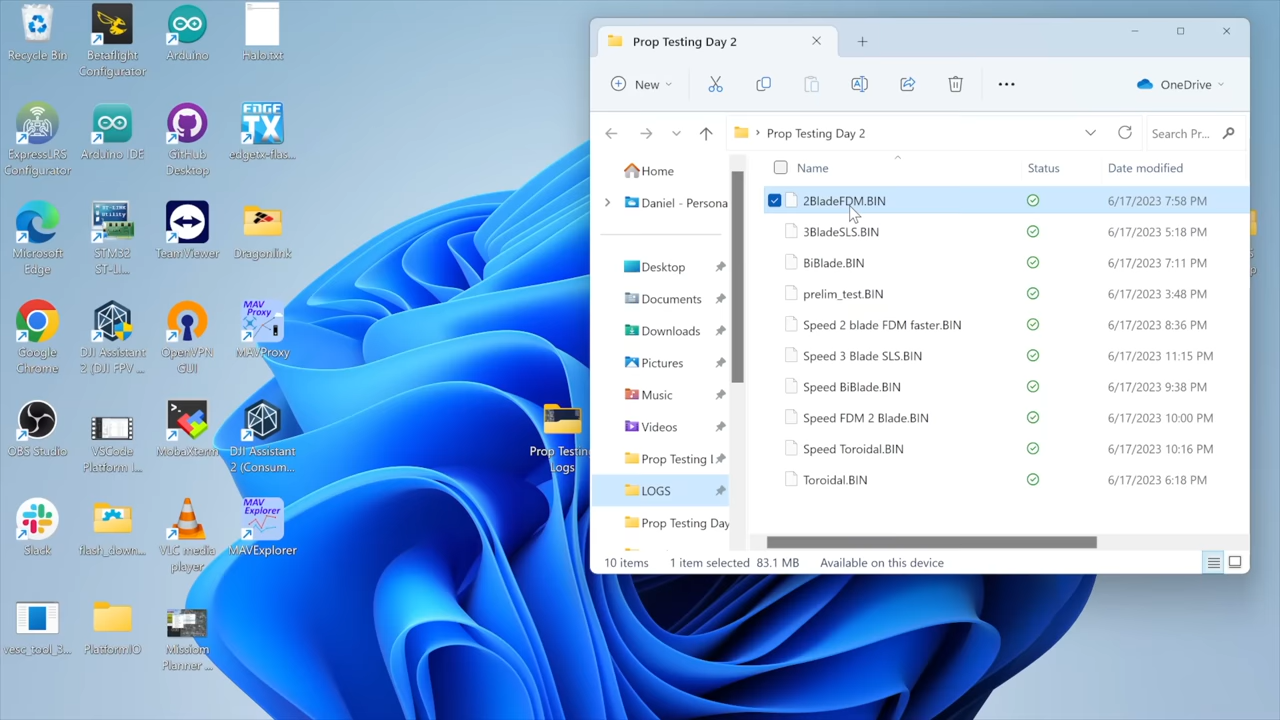 Recycle Bin
Betaflight
Configurator
Arduino
Halo.txt
ExpressLRS
Configurator
Arduino IDE
GitHub
Desktop
EDGE
TX
edgetx-flas...
Microsoft
Edge
ST-LINK
Utility
STM32
ST-LI...
TeamViewer
Dragonlink
Google
Chrome
DJI Assistant
2 (DJI FPV ...
OpenVPN
GUI
MAV
Proxy
MAVProxy
OBS Studio
VSCode
Platform I...
MobaXterm
DJI Assistant
2 (Consum...
Slack
flash_down...
VLC media
player
MAV
Explorer
MAVExplorer
vesc_tool_3...
PlatformIO
Mission
Planner ...
Prop Testing
Logs
Prop Testing Day 2
New
OneDrive
Prop Testing Day 2
Search Pr...
Home
Daniel - Persona
Desktop
Documents
Downloads
Pictures
Music
Videos
Prop Testing I
LOGS
Prop Testing Day
Name Status Date modified
2BladeFDM.BIN 6/17/2023 7:58 PM
3BladeSLS.BIN 6/17/2023 5:18 PM
BiBlade.BIN 6/17/2023 7:11 PM
prelim_test.BIN 6/17/2023 3:48 PM
Speed 2 blade FDM faster.BIN 6/17/2023 8:36 PM
Speed 3 Blade SLS.BIN 6/17/2023 11:15 PM
Speed BiBlade.BIN 6/17/2023 9:38 PM
Speed FDM 2 Blade.BIN 6/17/2023 10:00 PM
Speed Toroidal.BIN 6/17/2023 10:16 PM
Toroidal.BIN 6/17/2023 6:18 PM
10 items 1 item selected 83.1 MB Available on this device